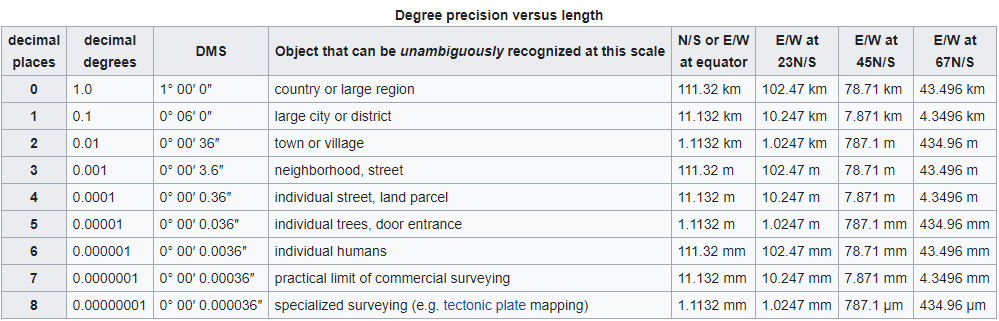 Degree precision versus length
decimal places decimal degrees DMS Object that can be unambiguously recognized at this scale N/S or E/W at equator E/W at 23N/S E/W at 45N/S E/W at 67N/S
0 1.0 1° 00′ 0″ country or large region 111.32 km 102.47 km 78.71 km 43.496 km
1 0.1 0° 06′ 0″ large city or district 11.132 km 10.247 km 7.871 km 4.3496 km
2 0.01 0° 00′ 36″ town or village 1.1132 km 1.0247 km 787.1 m 434.96 m
3 0.001 0° 00′ 3.6″ neighborhood, street 111.32 m 102.47 m 78.71 m 43.496 m
4 0.0001 0° 00′ 0.36″ individual street, land parcel 11.132 m 10.247 m 7.871 m 4.3496 m
5 0.00001 0° 00′ 0.036″ individual trees, door entrance 1.1132 m 1.0247 m 787.1 mm 434.96 mm
6 0.000001 0° 00′ 0.0036″ individual humans 111.32 mm 102.47 mm 78.71 mm 43.496 mm
7 0.0000001 0° 00′ 0.00036″ practical limit of commercial surveying 11.132 mm 10.247 mm 7.871 mm 4.3496 mm
8 0.00000001 0° 00′ 0.000036″ specialized surveying (e.g. tectonic plate mapping) 1.1132 mm 1.0247 mm 787.1 µm 434.96 µm